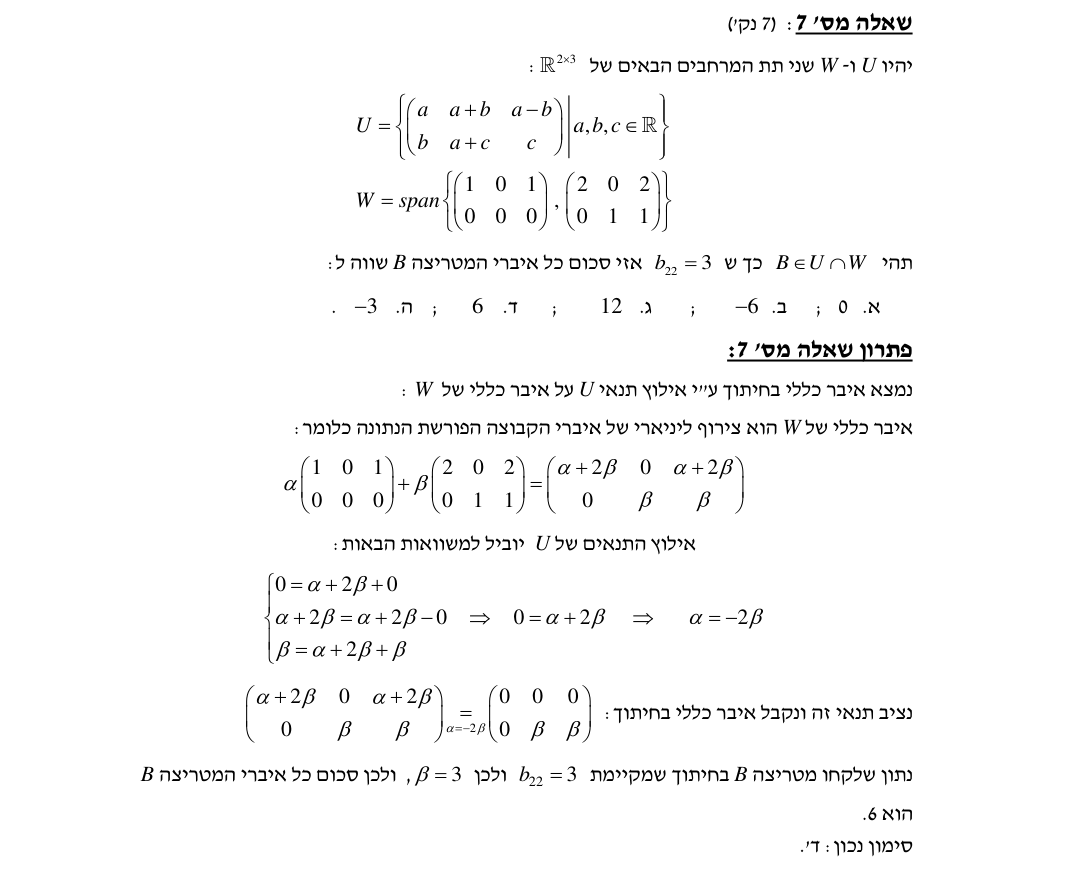 שאלה מס׳ 7 : (7 נק׳)
יהיו U ו- W שני תת המרחבים הבאים של ℝ^{2×3} :
U = { ( a  a+b  a−b ; b  a+c  c ) | a,b,c ∈ ℝ }
W = span { ( 1  0  1 ; 0  0  0 ) , ( 2  0  2 ; 0  1  1 ) }
תהי B ∈ U ∩ W כך ש b₂₂ = 3 אזי סכום כל איברי המטריצה B שווה ל :
א. 0 ; ב. −6 ; ג. 12 ; ד. 6 ; ה. −3 .
פתרון שאלה מס׳ 7:
נמצא איבר כללי בחיתוך ע״י אילוץ תנאי U על איבר כללי של W :
איבר כללי של W הוא צירוף ליניארי של איברי הקבוצה הפורשת הנתונה כלומר :
α ( 1  0  1 ; 0  0  0 ) + β ( 2  0  2 ; 0  1  1 ) = ( α+2β  0  α+2β ; 0  β  β )
אילוץ התנאים של U יוביל למשוואות הבאות :
0 = α + 2β + 0
α + 2β = α + 2β − 0 ⇒ 0 = α + 2β ⇒ α = −2β
β = α + 2β + β
נציב תנאי זה ונקבל איבר כללי בחיתוך : ( α+2β  0  α+2β ; 0  β  β ) =_{α=−2β} ( 0  0  0 ; 0  β  β )
נתון שלקחו מטריצה B בחיתוך שמקיימת b₂₂ = 3 ולכן β = 3 , ולכן סכום כל איברי המטריצה B
הוא 6.
סימון נכון : ד׳.